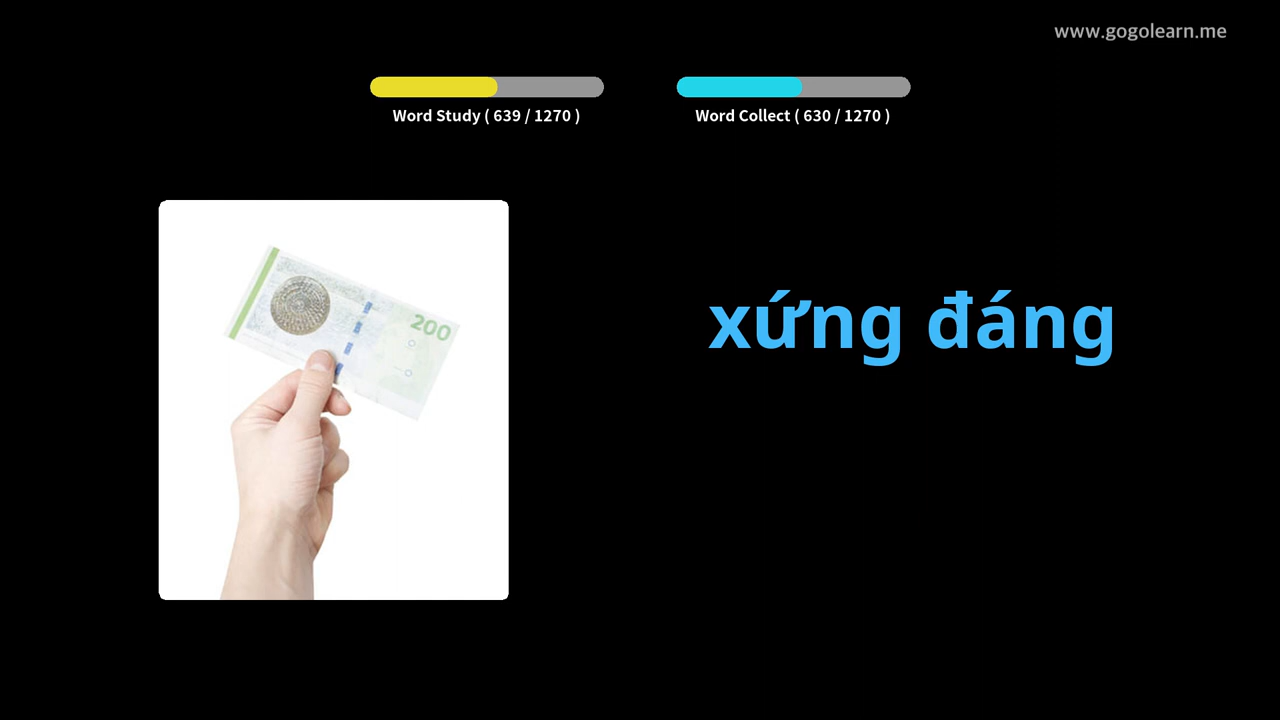 www.gogolearn.me
Word Study ( 639 / 1270 )
Word Collect ( 630 / 1270 )
200
xứng đáng